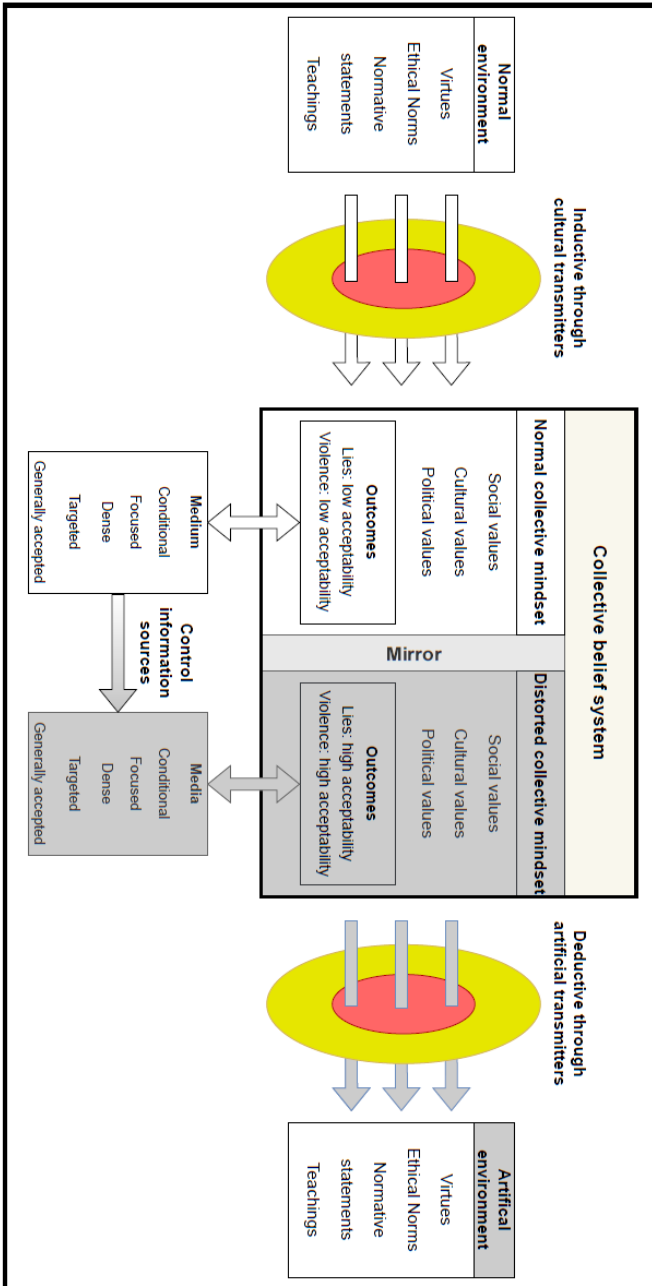 Collective belief system
Normal
environment
Virtues
Ethical Norms
Normative
statements
Teachings
Inductive through
cultural transmitters
Normal collective mindset
Social values
Cultural values
Political values
Outcomes
Lies: low acceptability
Violence: low acceptability
Mirror
Distorted collective mindset
Social values
Cultural values
Political values
Outcomes
Lies: high acceptability
Violence: high acceptability
Deductive through
artificial transmitters
Artifical
environment
Virtues
Ethical Norms
Normative
statements
Teachings
Medium
Conditional
Focused
Dense
Targeted
Generally accepted
Control
information
sources
Media
Conditional
Focused
Dense
Targeted
Generally accepted